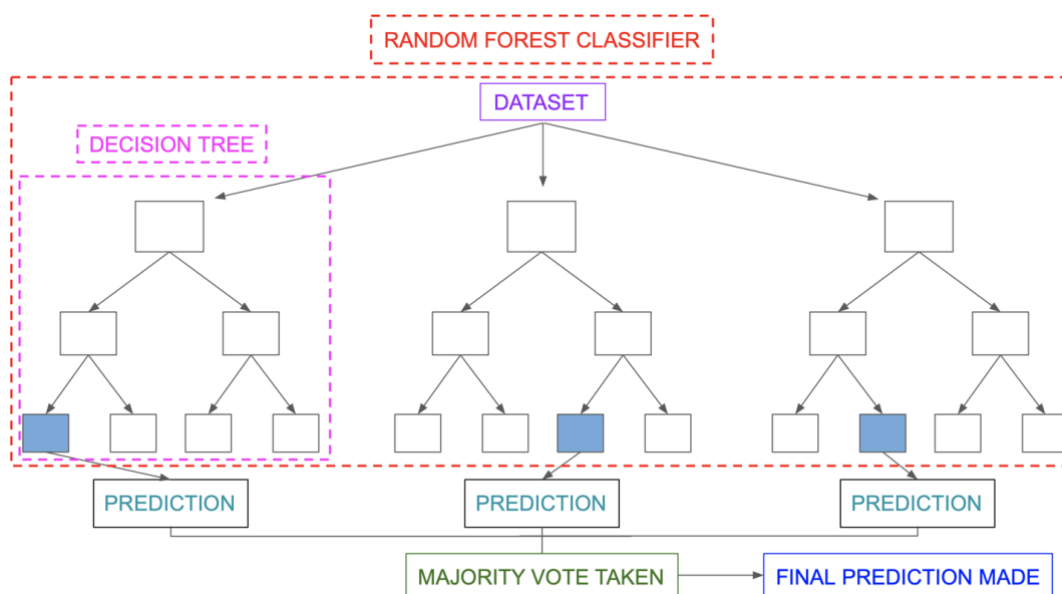 RANDOM FOREST CLASSIFIER
DATASET
DECISION TREE
PREDICTION
PREDICTION
PREDICTION
MAJORITY VOTE TAKEN
FINAL PREDICTION MADE